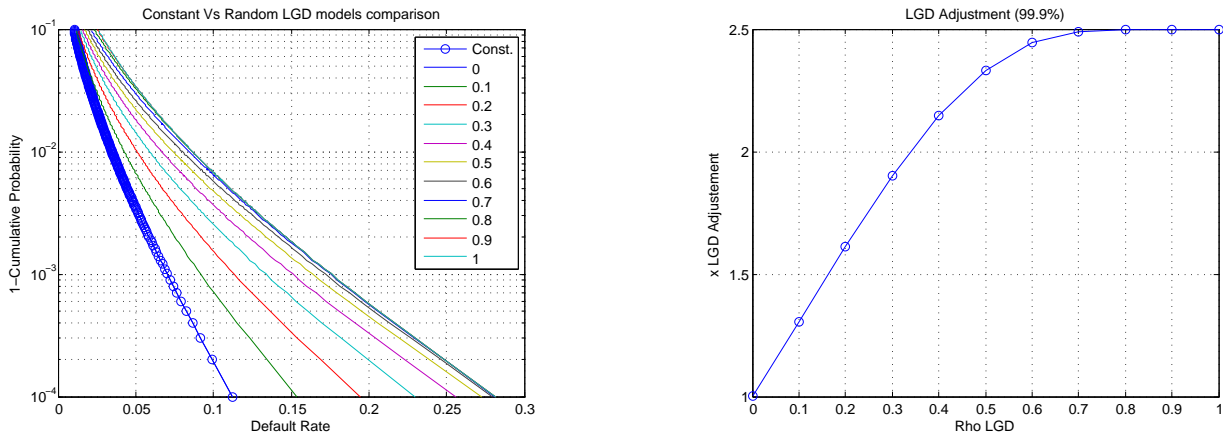 Constant Vs Random LGD models comparison
1−Cumulative Probability
10−1
10−2
10−3
10−4
0 0.05 0.1 0.15 0.2 0.25 0.3
Default Rate
Const.
0
0.1
0.2
0.3
0.4
0.5
0.6
0.7
0.8
0.9
1
LGD Adjustment (99.9%)
x LGD Adjustement
2.5
2.5
1.5
1
0 0.1 0.2 0.3 0.4 0.5 0.6 0.7 0.8 0.9 1
Rho LGD